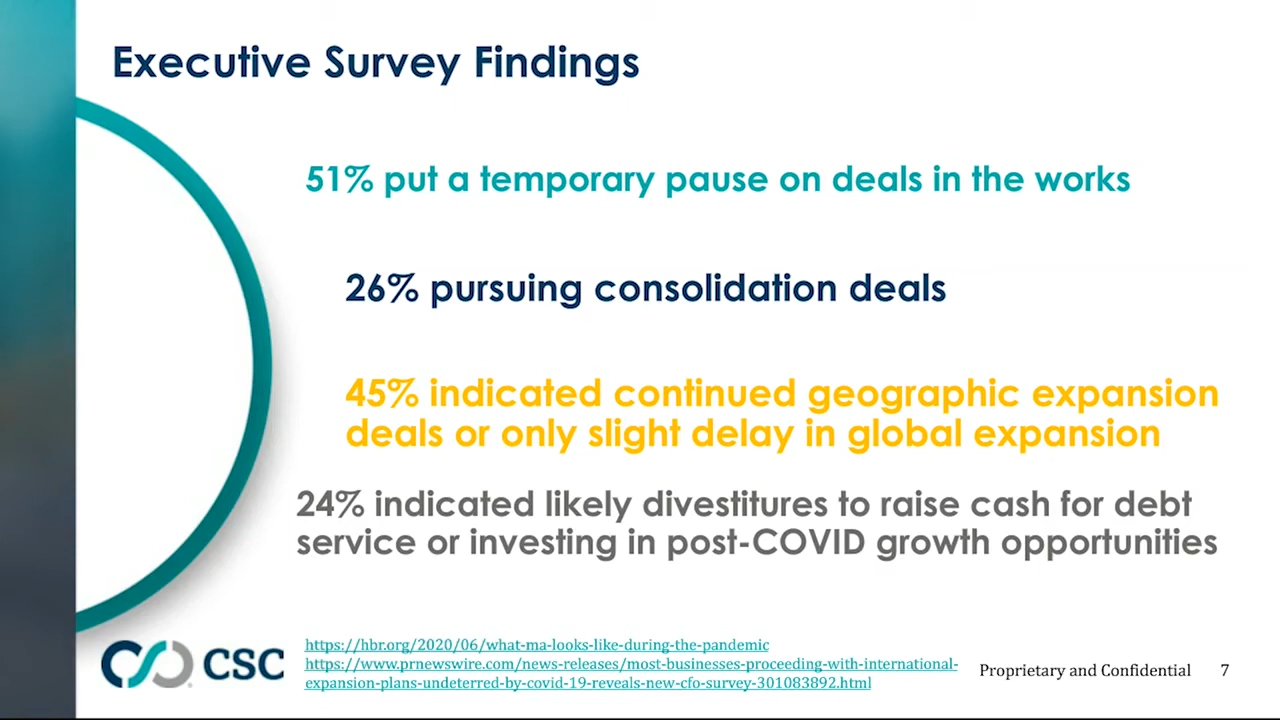 Executive Survey Findings
51% put a temporary pause on deals in the works
26% pursuing consolidation deals
45% indicated continued geographic expansion
deals or only slight delay in global expansion
24% indicated likely divestitures to raise cash for debt
service or investing in post-COVID growth opportunities
CSC
https://hbr.org/2020/06/what-ma-looks-like-during-the-pandemic
https://www.prnewswire.com/news-releases/most-businesses-proceeding-with-international-
expansion-plans-undeterred-by-covid-19-reveals-new-cfo-survey-301083892.html
Proprietary and Confidential 7